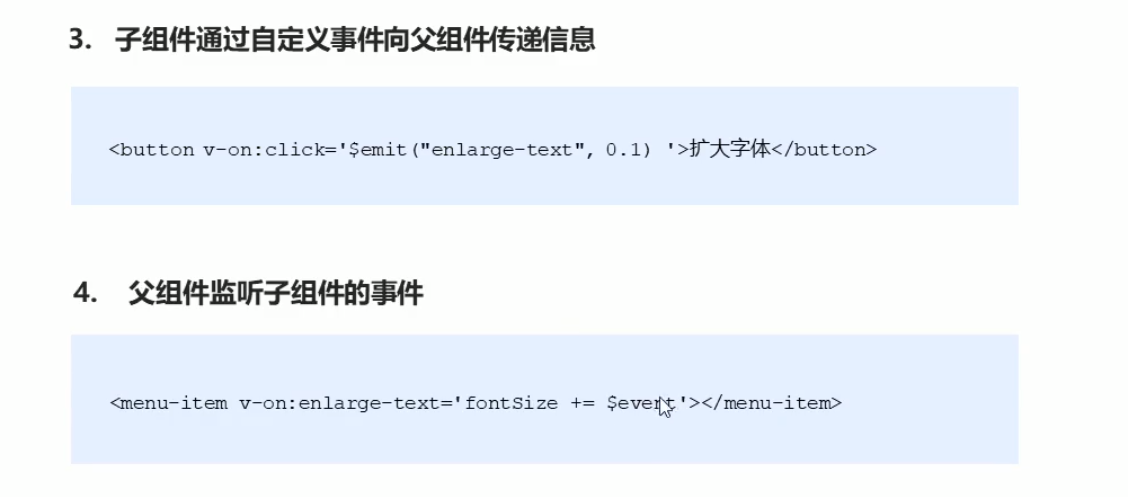 3. 子组件通过自定义事件向父组件传递信息
<button v-on:click='$emit("enlarge-text", 0.1) '>扩大字体</button>
4. 父组件监听子组件的事件
<menu-item v-on:enlarge-text='fontSize += $event'></menu-item>